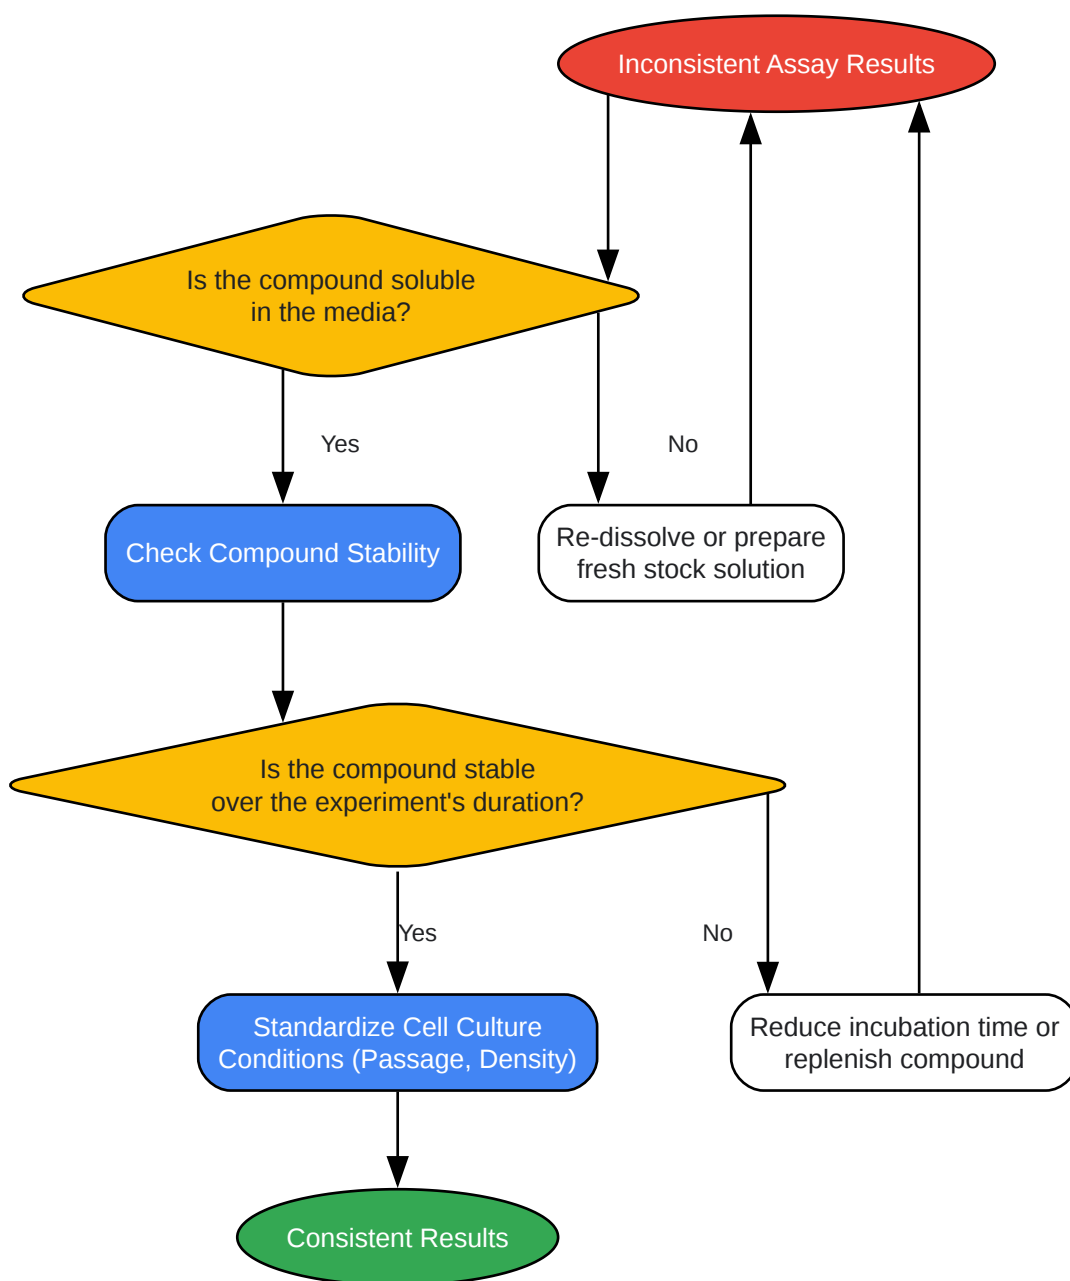 Inconsistent Assay Results
Is the compound soluble
in the media?
Yes
No
Check Compound Stability
Re-dissolve or prepare
fresh stock solution
Is the compound stable
over the experiment's duration?
Yes
No
Standardize Cell Culture
Conditions (Passage, Density)
Reduce incubation time or
replenish compound
Consistent Results